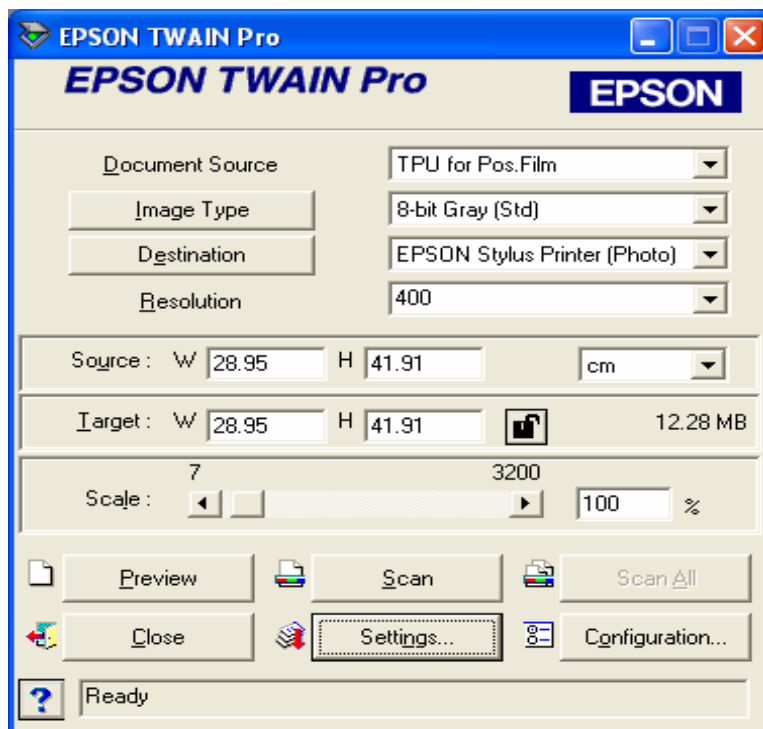 EPSON TWAIN Pro
EPSON TWAIN Pro EPSON
Document Source TPU for Pos.Film
Image Type 8-bit Gray (Std)
Destination EPSON Stylus Printer (Photo)
Resolution 400
Source : W 28.95 H 41.91 cm
Target : W 28.95 H 41.91 12.28 MB
7 3200
Scale : 100 %
Preview Scan Scan All
Close Settings... Configuration...
? Ready